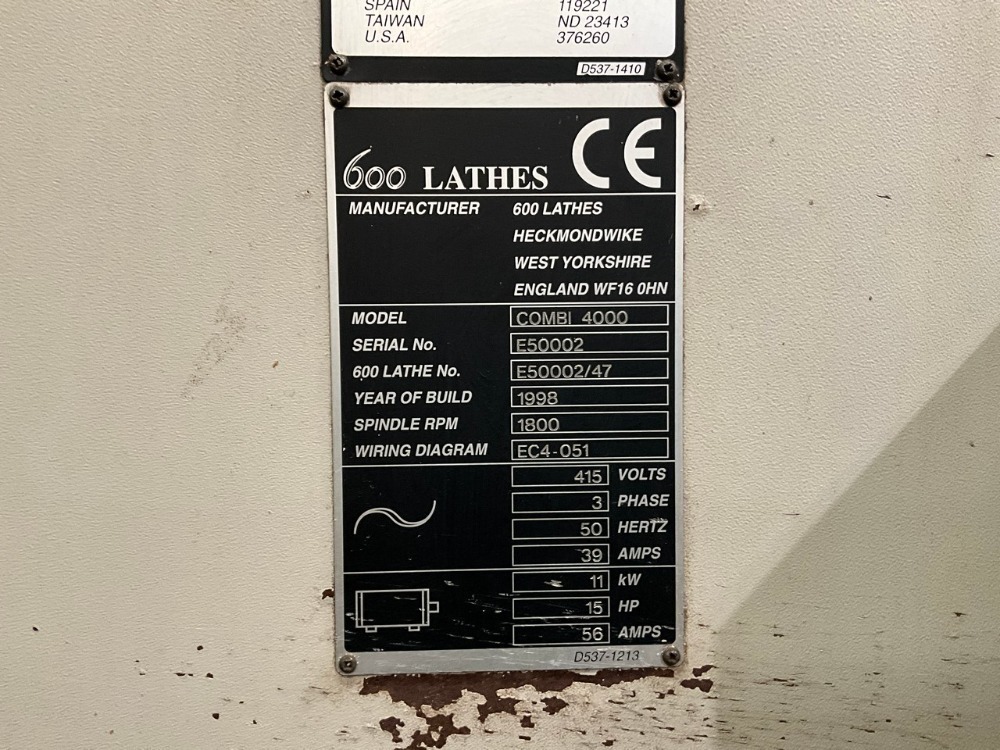 SPAIN 119221
TAIWAN ND 23413
U.S.A. 376260
D537-1410
CE
600 LATHES
MANUFACTURER 600 LATHES
HECKMONDWIKE
WEST YORKSHIRE
ENGLAND WF16 0HN
MODEL COMBI 4000
SERIAL No. E50002
600 LATHE No. E50002/47
YEAR OF BUILD 1998
SPINDLE RPM 1800
WIRING DIAGRAM EC4-051
415 VOLTS
3 PHASE
50 HERTZ
39 AMPS
11 kW
15 HP
56 AMPS
D537-1213